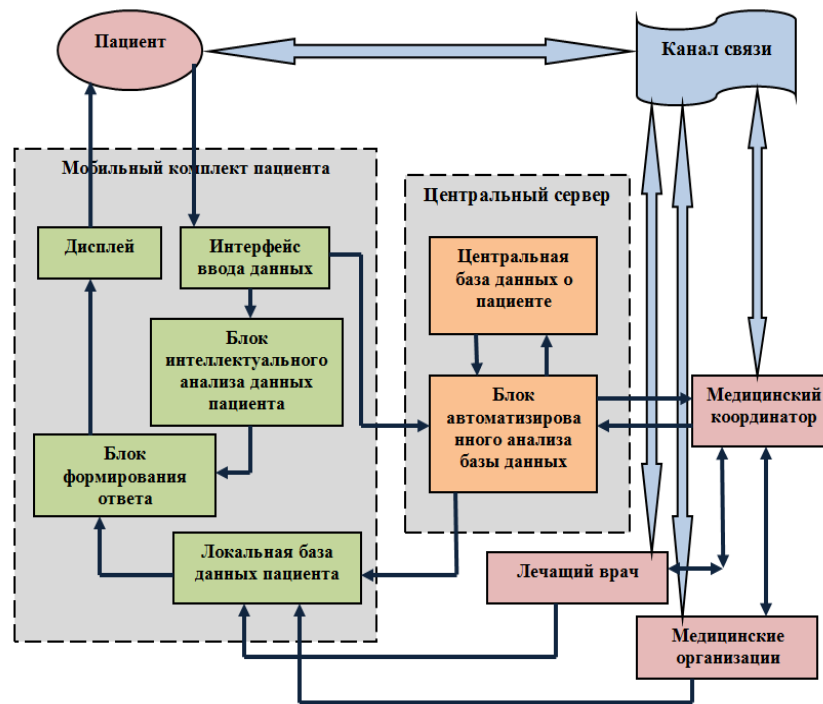 Пациент
Канал связи
Мобильный комплект пациента
Центральный сервер
Дисплей
Интерфейс
ввода данных
Центральная
база данных о
пациенте
Блок
интеллектуального
анализа данных
пациента
Блок
автоматизирова
нного анализа
базы данных
Медицинский
координатор
Блок
формирования
ответа
Локальная база
данных пациента
Лечащий врач
Медицинские
организации